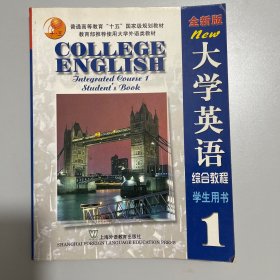 普通高等教育“十五”国家级规划教材
教育部推荐使用大学外语类教材
COLLEGE
ENGLISH
Integrated Course 1
Student's Book
上海外语教育出版社
SHANGHAI FOREIGN LANGUAGE EDUCATION PRESS
全新版
New
大学英语
综合教程
学生用书
1